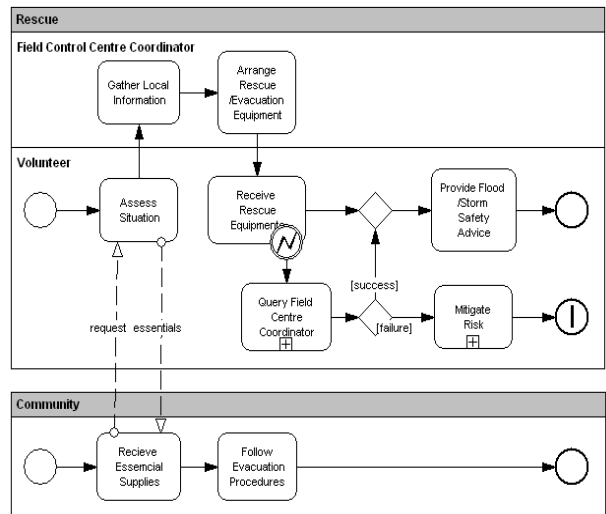 Rescue
Field Control Centre Coordinator
Gather Local
Information
Arrange
Rescue
/Evacuation
Equipment
Volunteer
Assess
Situation
Receive
Rescue
Equipments
Provide Flood
/Storm
Safety
Advice
Query Field
Centre
Coordinator
[success]
[failure]
Mitigate
Risk
request essentials
Community
Recieve
Essencial
Supplies
Follow
Evacuation
Procedures